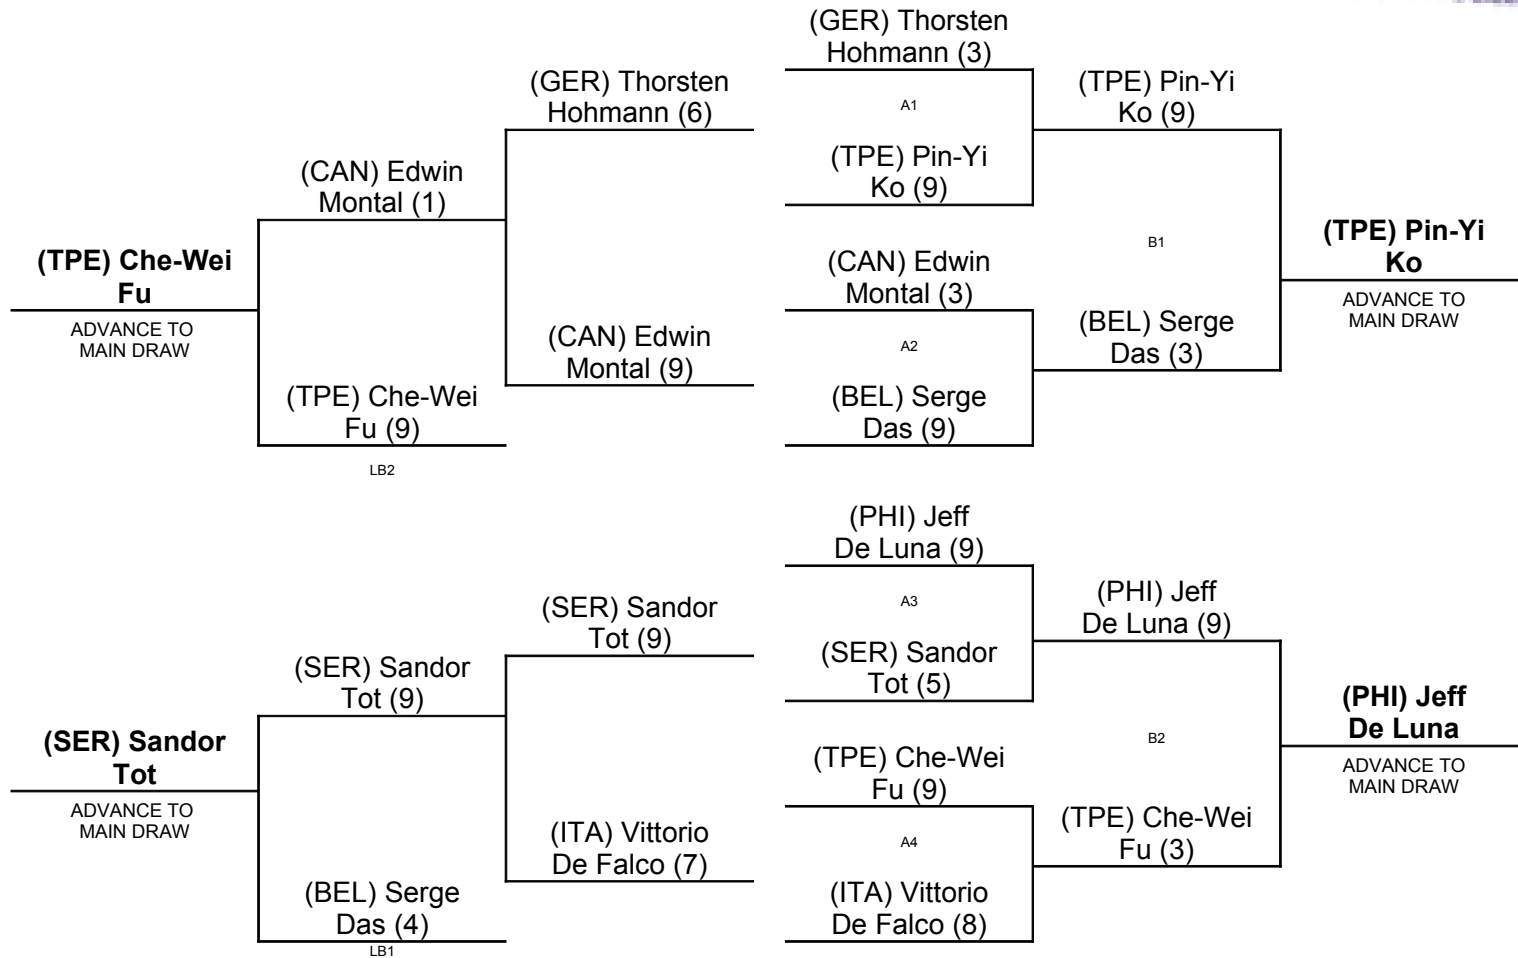 (GER) Thorsten
Hohmann (3)
(GER) Thorsten
Hohmann (6)
A1
(TPE) Pin-Yi
Ko (9)
(CAN) Edwin
Montal (1)
(TPE) Pin-Yi
Ko (9)
(TPE) Che-Wei
Fu
ADVANCE TO
MAIN DRAW
(CAN) Edwin
Montal (3)
B1
(TPE) Pin-Yi
Ko
ADVANCE TO
MAIN DRAW
(CAN) Edwin
Montal (9)
A2
(BEL) Serge
Das (3)
(TPE) Che-Wei
Fu (9)
LB2
(BEL) Serge
Das (9)
(PHI) Jeff
De Luna (9)
(SER) Sandor
Tot (9)
A3
(PHI) Jeff
De Luna (9)
(SER) Sandor
Tot (9)
(SER) Sandor
Tot (5)
(SER) Sandor
Tot
ADVANCE TO
MAIN DRAW
(TPE) Che-Wei
Fu (9)
B2
(PHI) Jeff
De Luna
ADVANCE TO
MAIN DRAW
(ITA) Vittorio
De Falco (7)
A4
(TPE) Che-Wei
Fu (3)
(BEL) Serge
Das (4)
LB1
(ITA) Vittorio
De Falco (8)